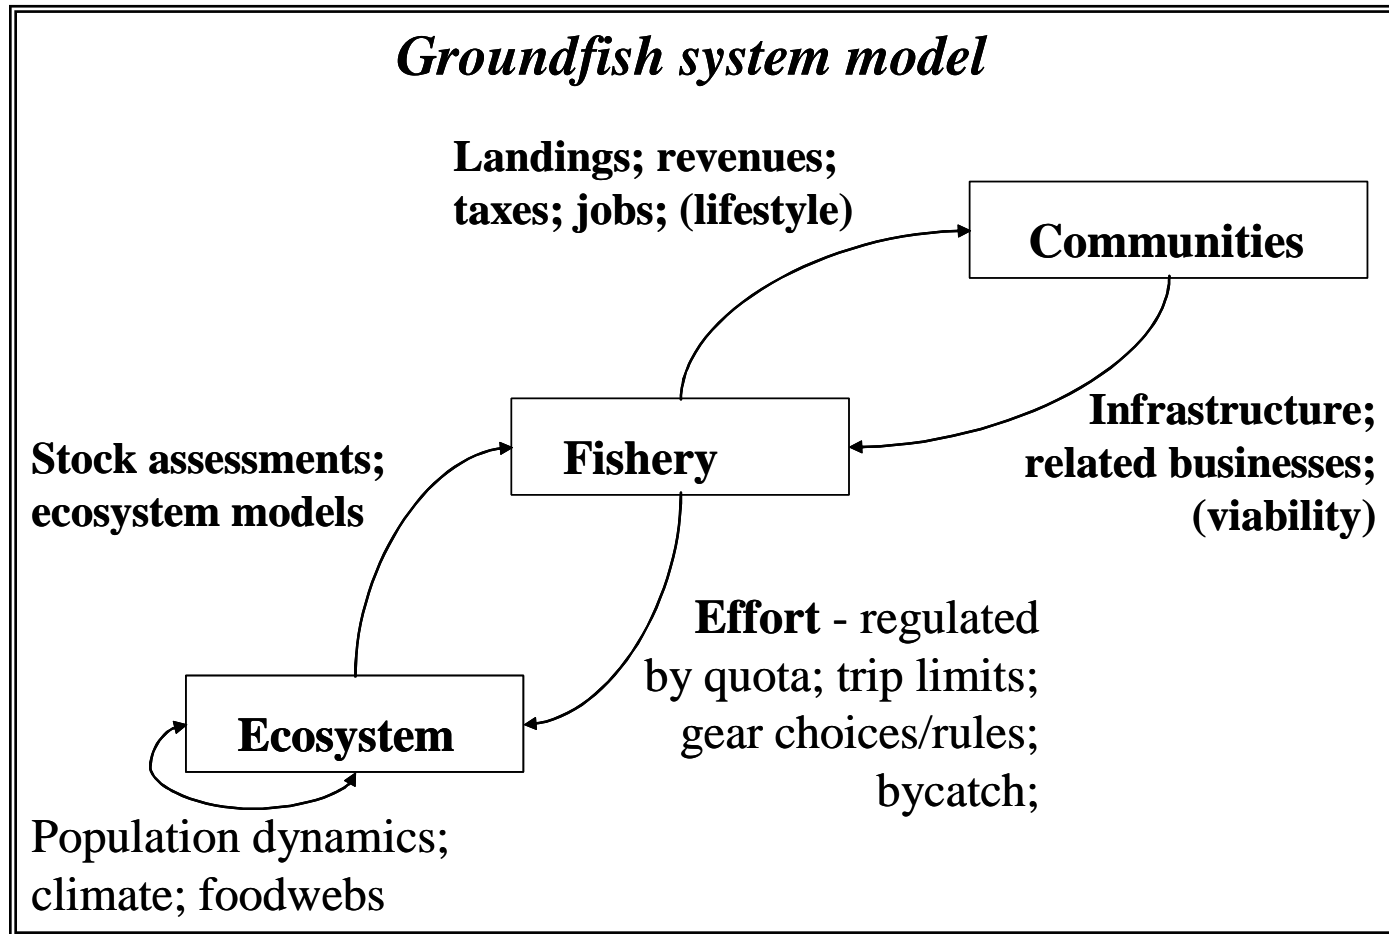 Groundfish system model
Landings; revenues;
taxes; jobs; (lifestyle)
Communities
Infrastructure;
related businesses;
(viability)
Fishery
Stock assessments;
ecosystem models
Effort - regulated
by quota; trip limits;
gear choices/rules;
bycatch;
Ecosystem
Population dynamics;
climate; foodwebs